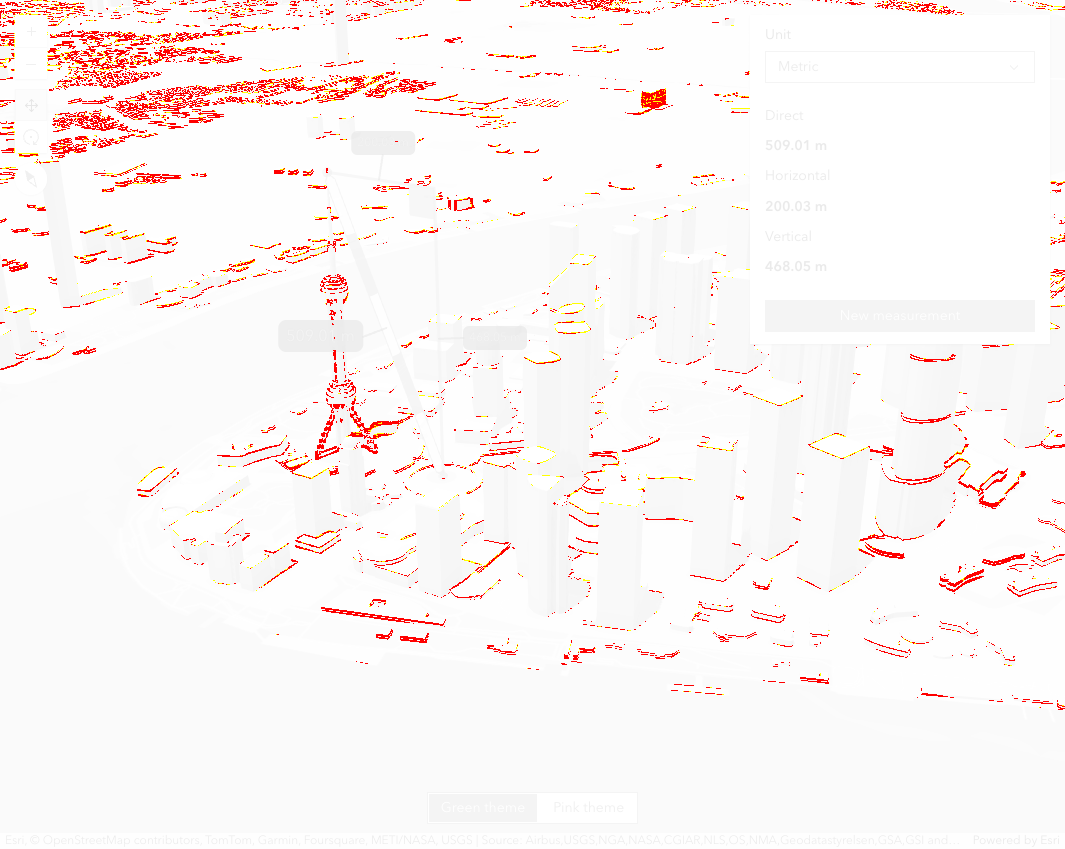 Unit
Metric
Direct
509.01 m
Horizontal
200.03 m
Vertical
468.05 m
New measurement
Green theme
Pink theme
Esri, © OpenStreetMap contributors, TomTom, Garmin, Foursquare, METI/NASA, USGS | Source: Airbus,USGS,NGA,NASA,CGIAR,NLS,OS,NMA,Geodatastyrelsen,GSA,GSI and...
Powered by Esri